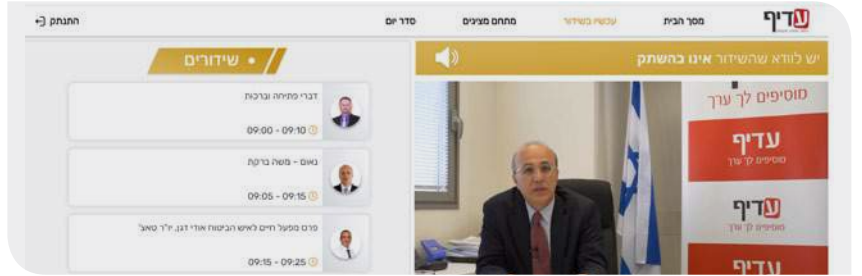 עדיף
מסך הבית
עכשיו בשידור
מתחם מציגים
סדר יום
התנתק
יש לוודא שהשידור אינו בהשתק
מוסיפים לך ערך
עדיף
מוסיפים לך ערך
עדיף
מוסיפים לך ערך
עדיף
שידורים
דברי פתיחה וברכות
09:00 - 09:10
נאום - משה ברקת
09:05 - 09:15
פרס מפעל חיים לאיש הביטוח אודי דגן, יו"ר טאצ'
09:15 - 09:25